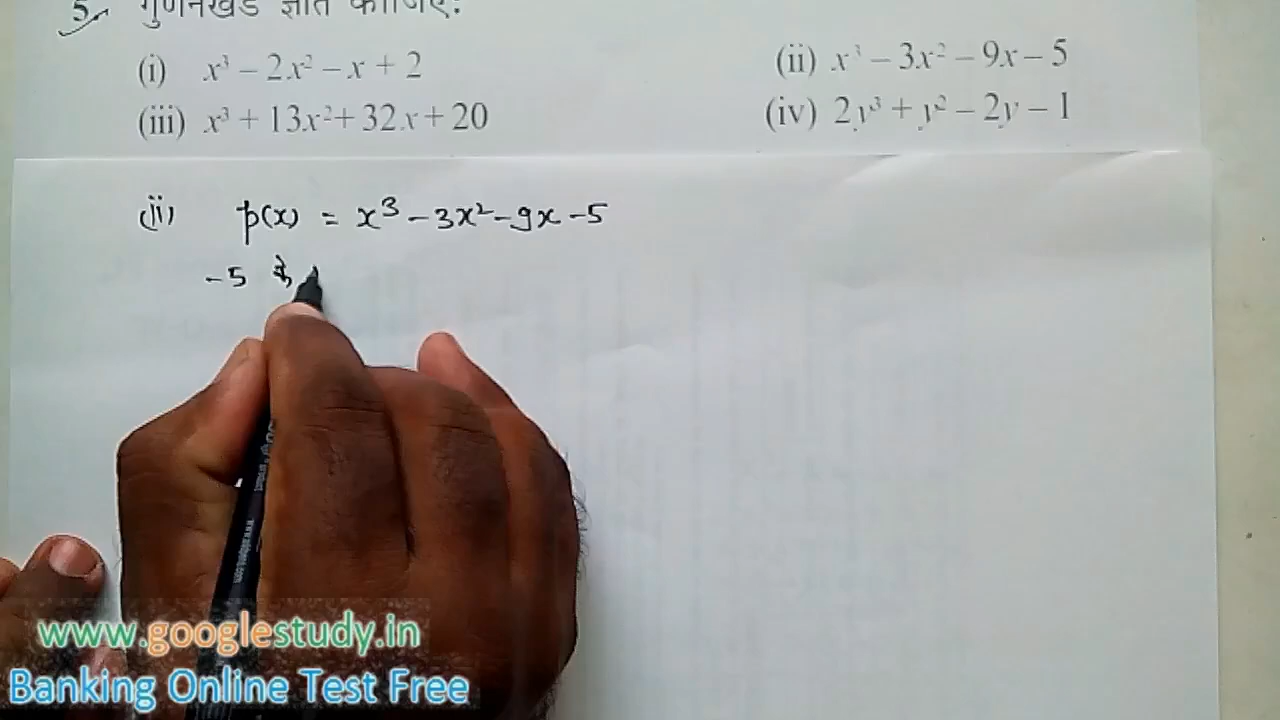 5. गुणनखंड ज्ञात कीजिए:
(i) x³ – 2x² – x + 2 (ii) x³ – 3x² – 9x – 5
(iii) x³ + 13x² + 32x + 20 (iv) 2y³ + y² – 2y – 1
(ii) p(x) = x³ - 3x² - 9x - 5
-5 के
www.googlestudy.in
Banking Online Test Free